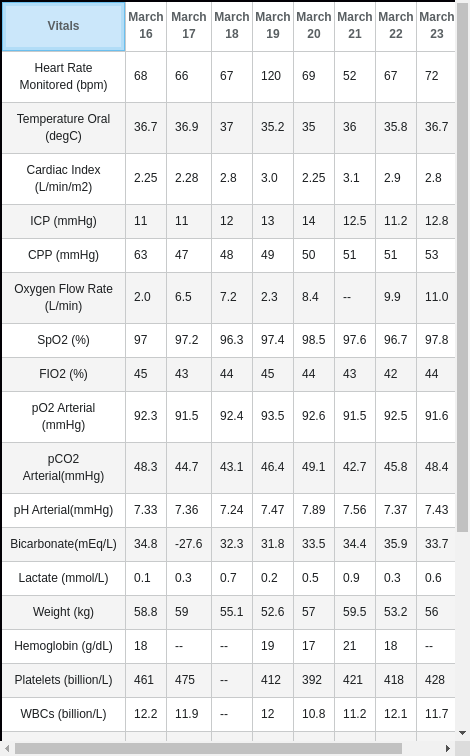 Vitals March 16 March 17 March 18 March 19 March 20 March 21 March 22 March 23
Heart Rate Monitored (bpm) 68 66 67 120 69 52 67 72
Temperature Oral (degC) 36.7 36.9 37 35.2 35 36 35.8 36.7
Cardiac Index (L/min/m2) 2.25 2.28 2.8 3.0 2.25 3.1 2.9 2.8
ICP (mmHg) 11 11 12 13 14 12.5 11.2 12.8
CPP (mmHg) 63 47 48 49 50 51 51 53
Oxygen Flow Rate (L/min) 2.0 6.5 7.2 2.3 8.4 -- 9.9 11.0
SpO2 (%) 97 97.2 96.3 97.4 98.5 97.6 96.7 97.8
FIO2 (%) 45 43 44 45 44 43 42 44
pO2 Arterial (mmHg) 92.3 91.5 92.4 93.5 92.6 91.5 92.5 91.6
pCO2 Arterial(mmHg) 48.3 44.7 43.1 46.4 49.1 42.7 45.8 48.4
pH Arterial(mmHg) 7.33 7.36 7.24 7.47 7.89 7.56 7.37 7.43
Bicarbonate(mEq/L) 34.8 -27.6 32.3 31.8 33.5 34.4 35.9 33.7
Lactate (mmol/L) 0.1 0.3 0.7 0.2 0.5 0.9 0.3 0.6
Weight (kg) 58.8 59 55.1 52.6 57 59.5 53.2 56
Hemoglobin (g/dL) 18 -- -- 19 17 21 18 --
Platelets (billion/L) 461 475 -- 412 392 421 418 428
WBCs (billion/L) 12.2 11.9 -- 12 10.8 11.2 12.1 11.7